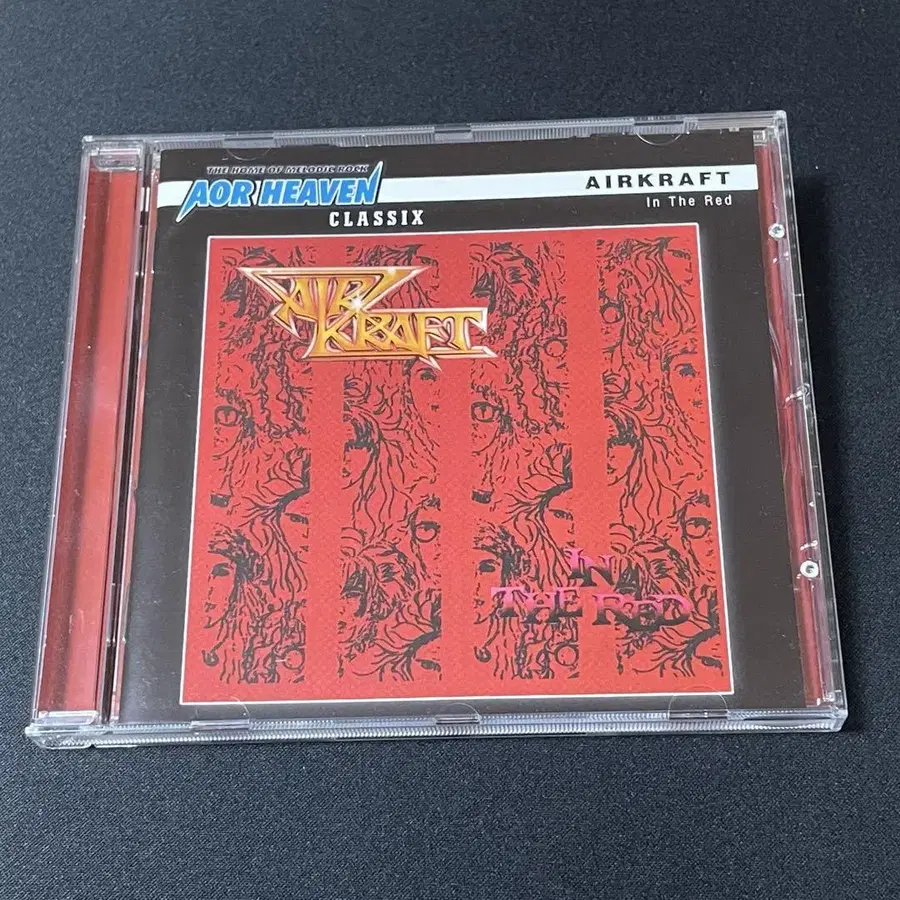 THE HOME OF MELODIC ROCK
AOR HEAVEN
CLASSIX
AIRKRAFT
In The Red
AIR
KRAFT
IN
THE RED